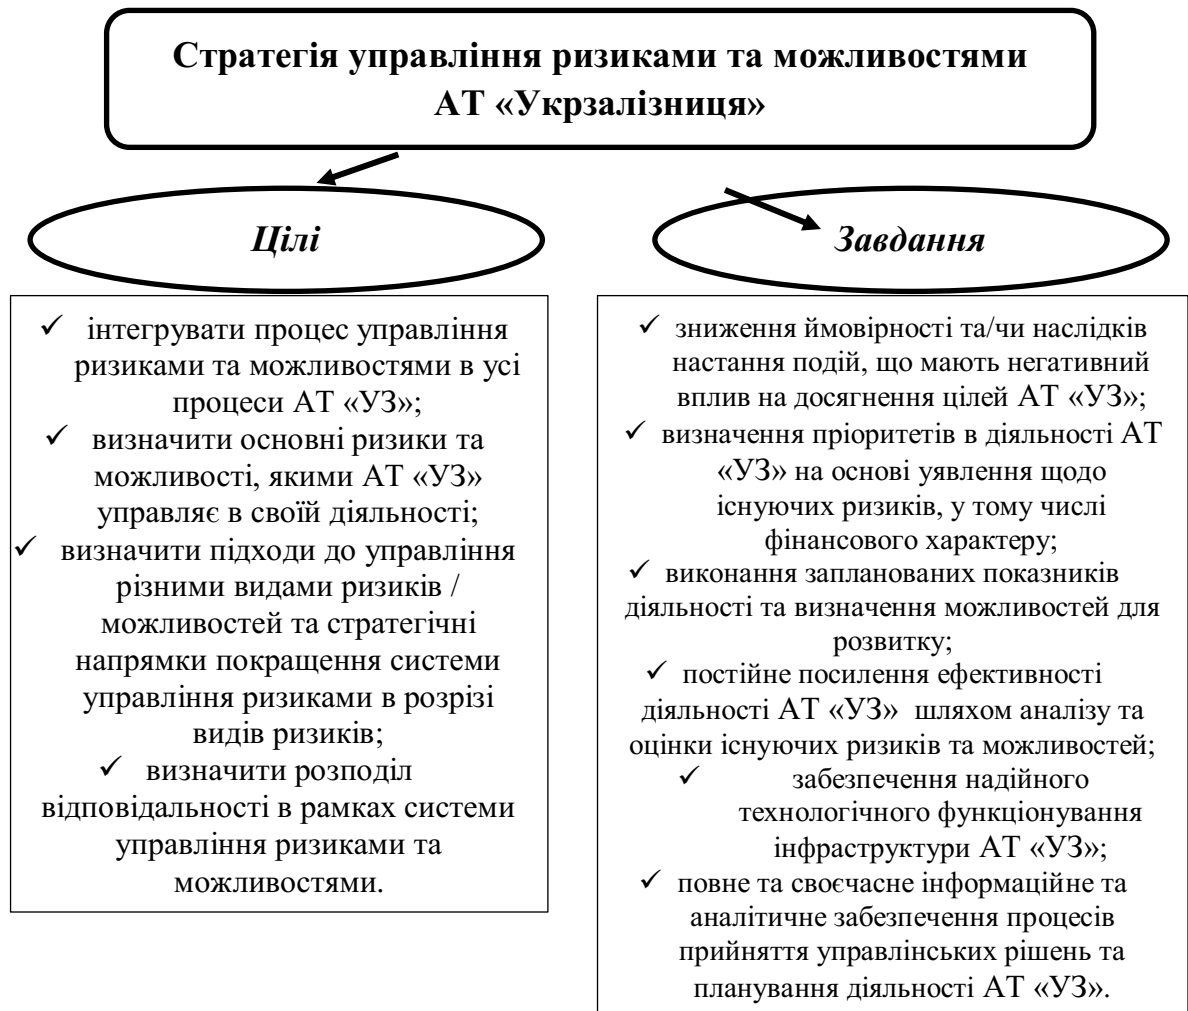 Стратегія управління ризиками та можливостями
АТ «Укрзалізниця»
Цілі
✓ інтегрувати процес управління
ризиками та можливостями в усі
процеси АТ «УЗ»;
✓ визначити основні ризики та
можливості, якими АТ «УЗ»
управляє в своїй діяльності;
✓ визначити підходи до управління
різними видами ризиків /
можливостей та стратегічні
напрямки покращення системи
управління ризиками в розрізі
видів ризиків;
✓ визначити розподіл
відповідальності в рамках системи
управління ризиками та
можливостями.
Завдання
✓ зниження ймовірності та/чи наслідків
настання подій, що мають негативний
вплив на досягнення цілей АТ «УЗ»;
✓ визначення пріоритетів в діяльності АТ
«УЗ» на основі уявлення щодо
існуючих ризиків, у тому числі
фінансового характеру;
✓ виконання запланованих показників
діяльності та визначення можливостей для
розвитку;
✓ постійне посилення ефективності
діяльності АТ «УЗ» шляхом аналізу та
оцінки існуючих ризиків та можливостей;
✓ забезпечення надійного
технологічного функціонування
інфраструктури АТ «УЗ»;
✓ повне та своєчасне інформаційне та
аналітичне забезпечення процесів
прийняття управлінських рішень та
планування діяльності АТ «УЗ».